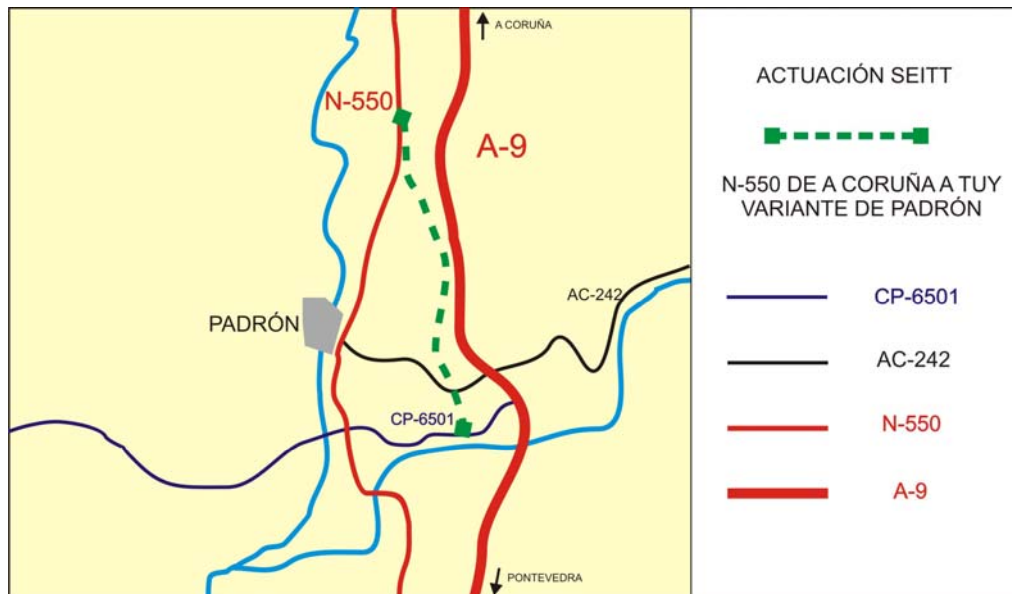 A CORUÑA
N-550
A-9
AC-242
PADRÓN
CP-6501
PONTEVEDRA
ACTUACIÓN SEITT
N-550 DE A CORUÑA A TUY
VARIANTE DE PADRÓN
CP-6501
AC-242
N-550
A-9